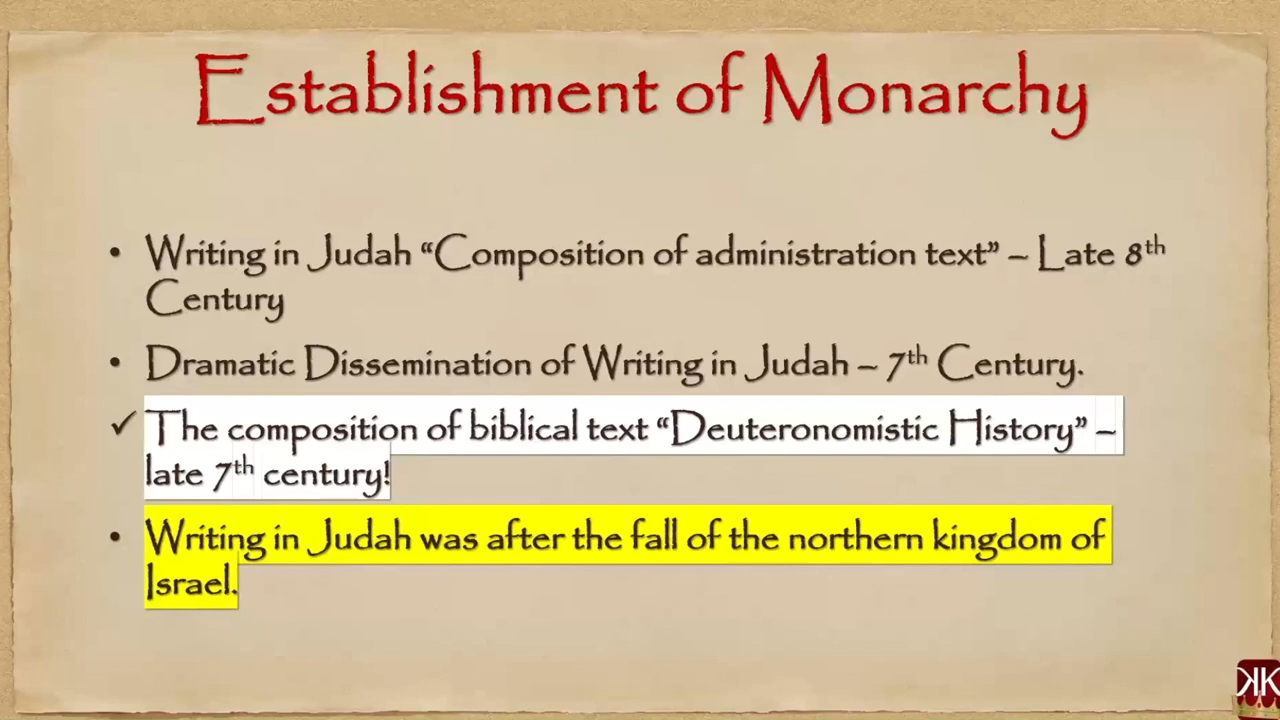 Establishment of Monarchy
• Writing in Judah “Composition of administration text” – Late 8th
Century
• Dramatic Dissemination of Writing in Judah – 7th Century.
✓ The composition of biblical text “Deuteronomistic History” –
late 7th century!
• Writing in Judah was after the fall of the northern kingdom of
Israel.
KK